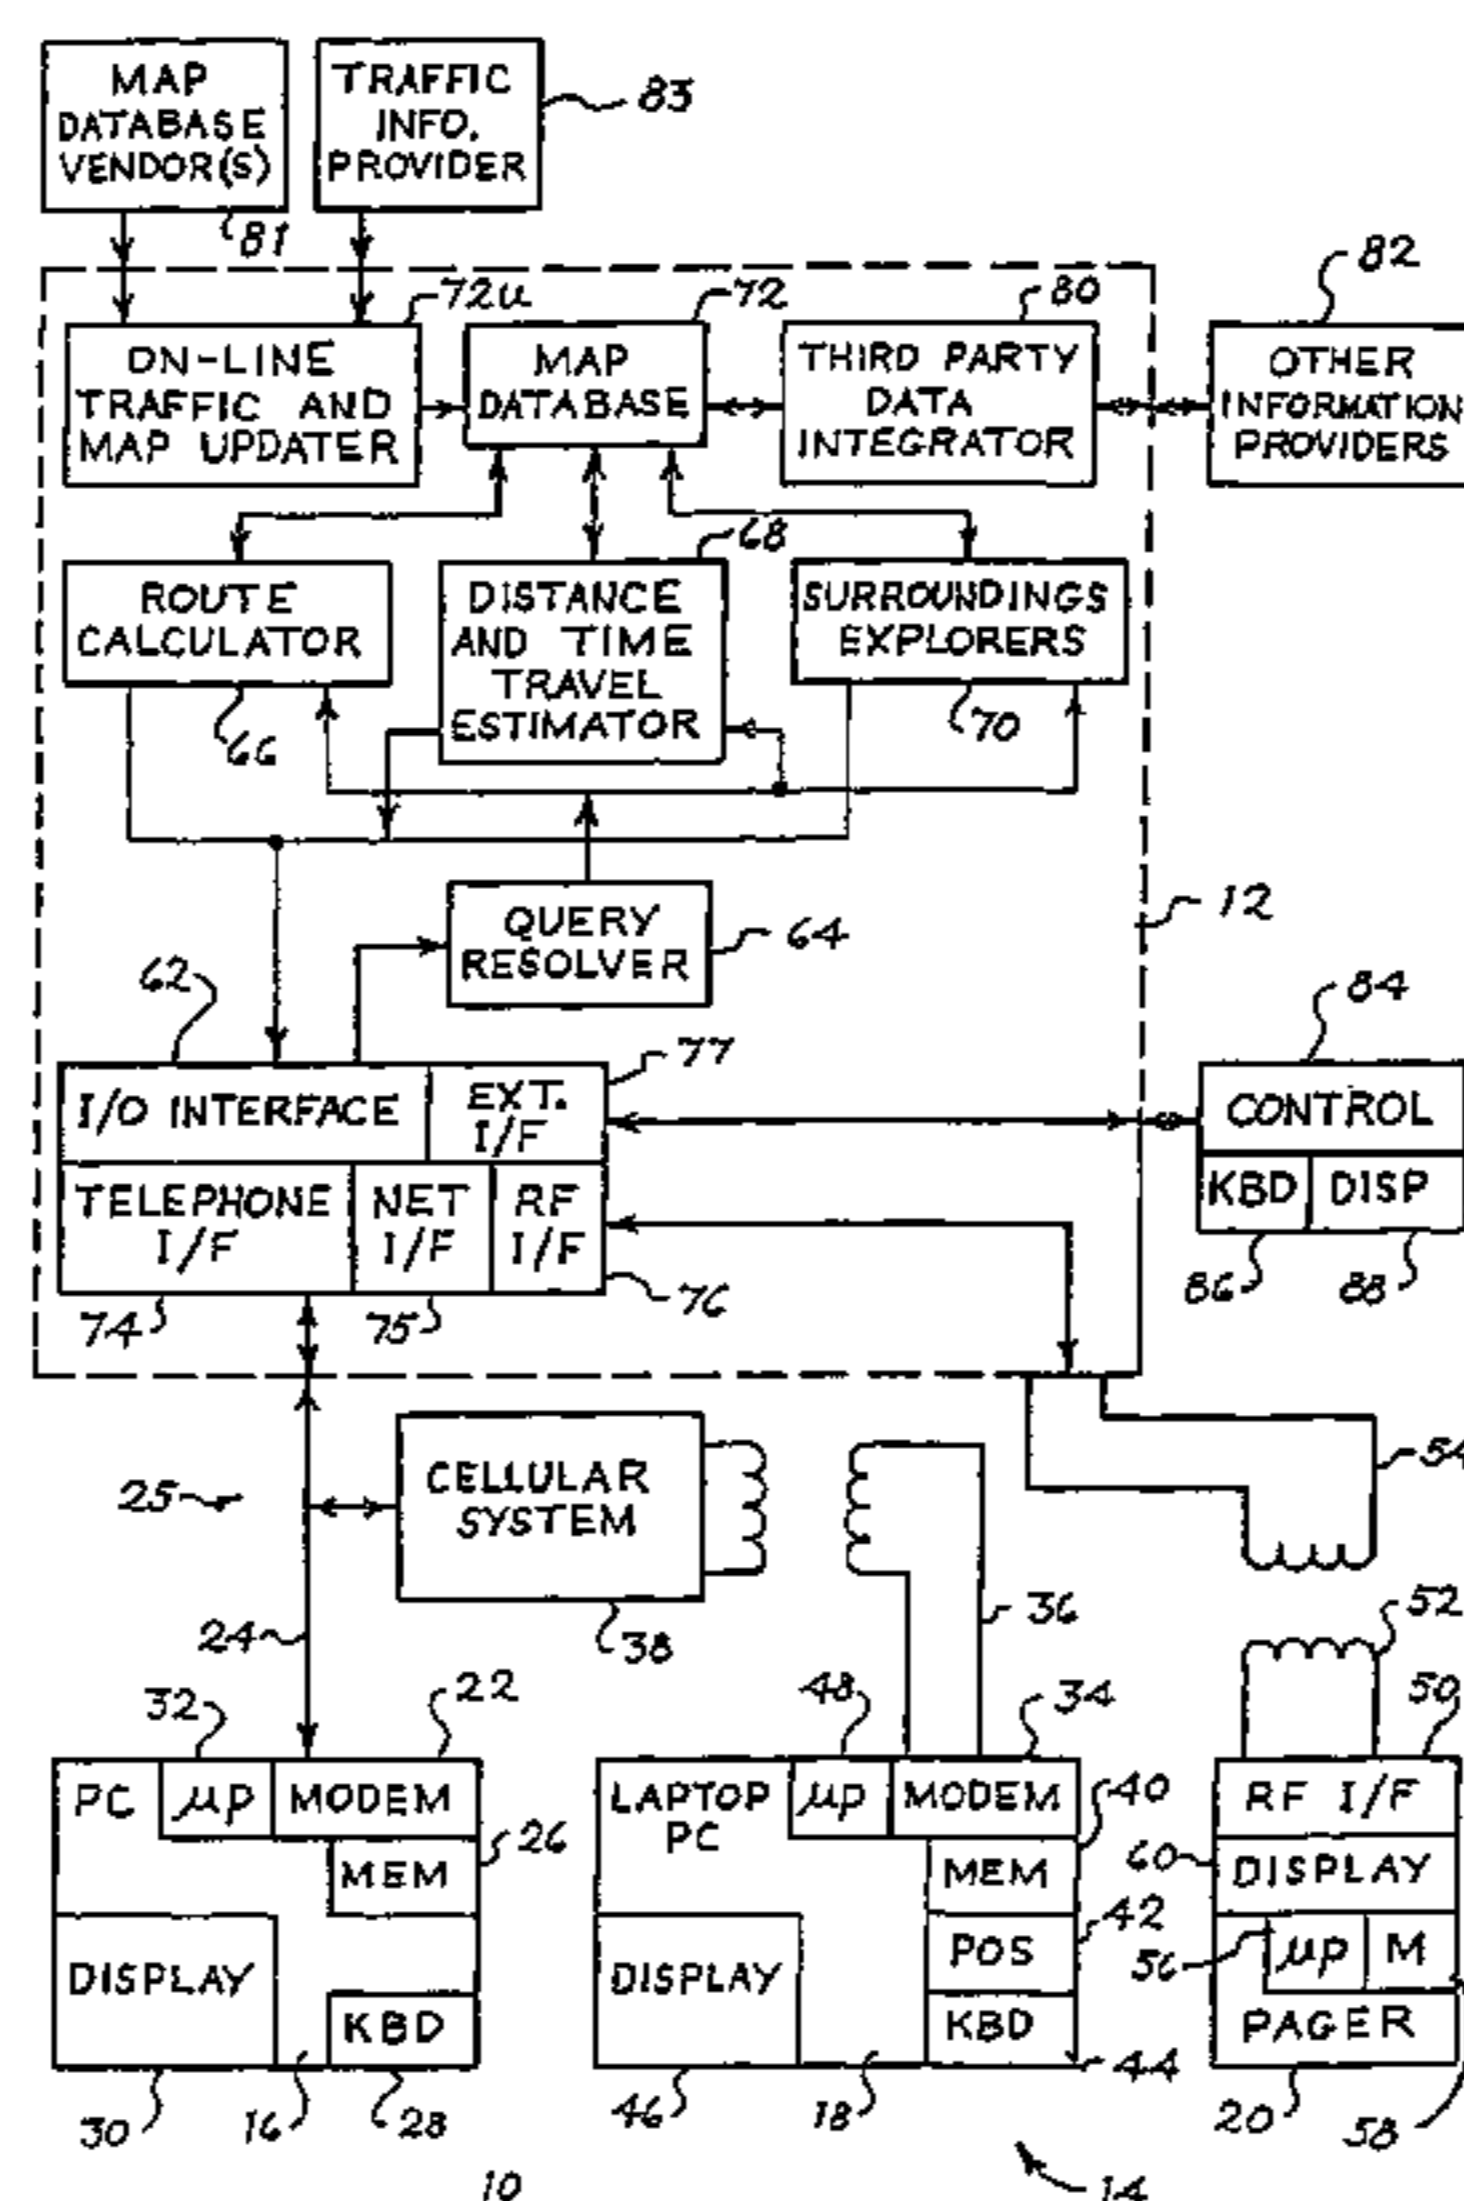 MAP
DATABASE
VENDOR(S)
TRAFFIC
INFO.
PROVIDER
83
81
82
72u
72
80
ON-LINE
TRAFFIC AND
MAP UPDATER
MAP
DATABASE
THIRD PARTY
DATA
INTEGRATOR
OTHER
INFORMATION
PROVIDERS
68
ROUTE
CALCULATOR
DISTANCE
AND TIME
TRAVEL
ESTIMATOR
SURROUNDINGS
EXPLORERS
66
70
12
QUERY
RESOLVER
64
62
84
77
I/O INTERFACE
EXT.
I/F
CONTROL
TELEPHONE
I/F
NET
I/F
RF
I/F
KBD
DISP
74
75
76
86
88
CELLULAR
SYSTEM
25
54
24
38
36
52
32
22
48
34
50
PC
μp
MODEM
LAPTOP
PC
μp
MODEM
40
RF I/F
26
MEM
MEM
60
DISPLAY
42
DISPLAY
DISPLAY
POS
56
μp
M
KBD
KBD
PAGER
44
30
16
28
46
18
20
58
10
14